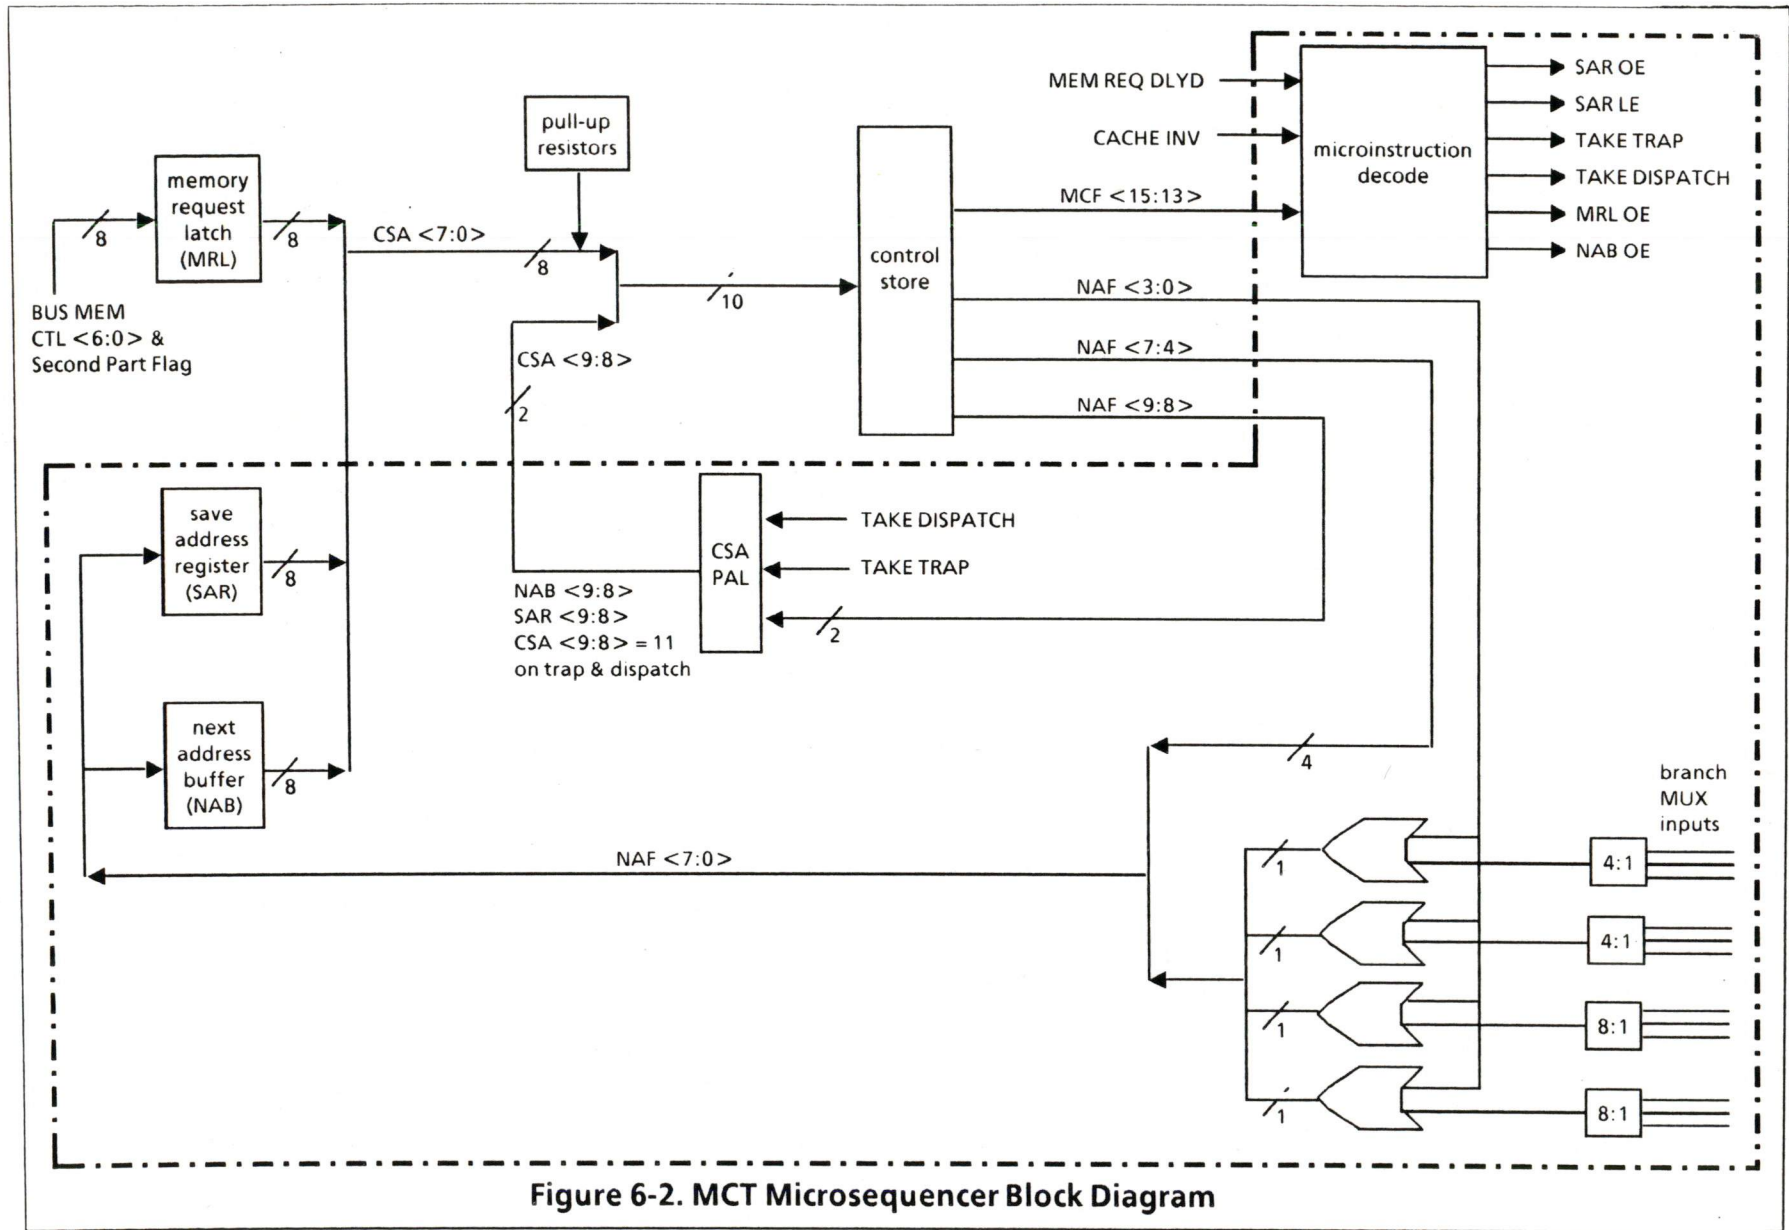 MEM REQ DLYD
CACHE INV
MCF <15:13>
microinstruction
decode
SAR OE
SAR LE
TAKE TRAP
TAKE DISPATCH
MRL OE
NAB OE
pull-up
resistors
memory
request
latch
(MRL)
8
8
BUS MEM
CTL <6:0> &
Second Part Flag
CSA <7:0>
8
10
CSA <9:8>
2
control
store
NAF <3:0>
NAF <7:4>
NAF <9:8>
save
address
register
(SAR)
8
CSA
PAL
TAKE DISPATCH
TAKE TRAP
2
NAB <9:8>
SAR <9:8>
CSA <9:8> = 11
on trap & dispatch
next
address
buffer
(NAB)
8
4
NAF <7:0>
branch
MUX
inputs
1
4:1
1
4:1
1
8:1
1
8:1
Figure 6-2. MCT Microsequencer Block Diagram